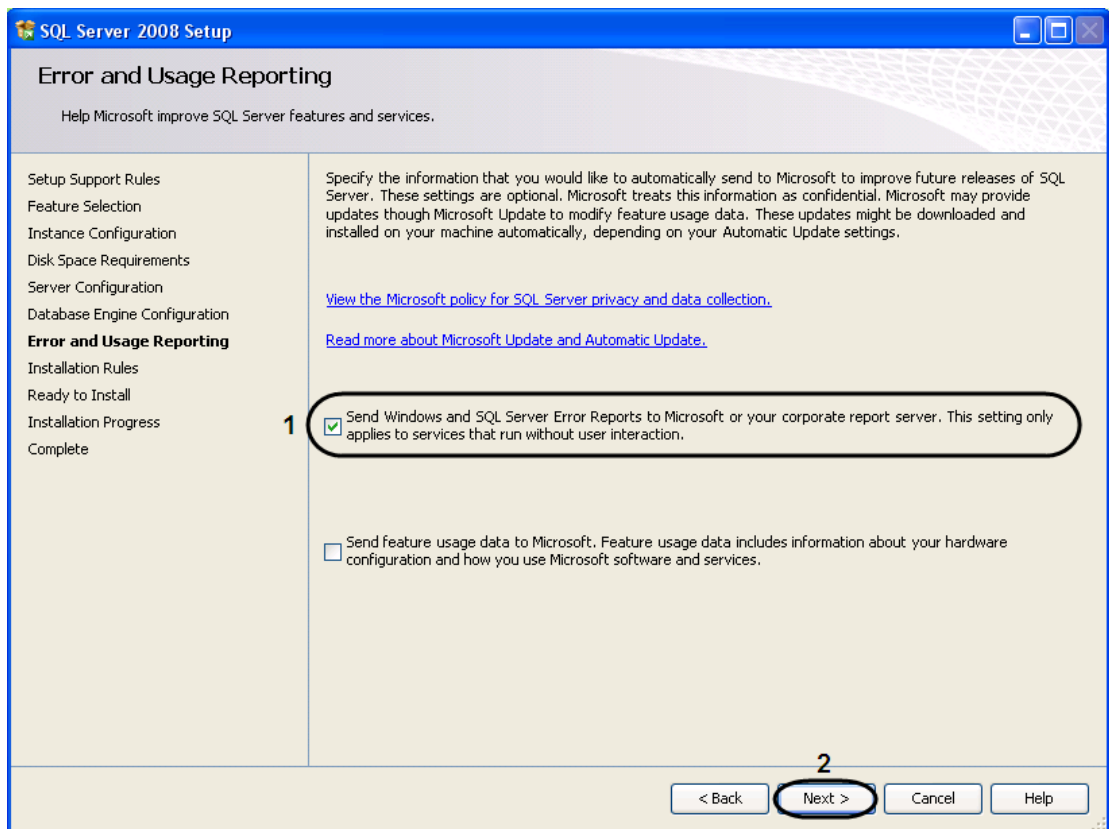 SQL Server 2008 Setup
Error and Usage Reporting
Help Microsoft improve SQL Server features and services.
Setup Support Rules
Feature Selection
Instance Configuration
Disk Space Requirements
Server Configuration
Database Engine Configuration
Error and Usage Reporting
Installation Rules
Ready to Install
Installation Progress
Complete
Specify the information that you would like to automatically send to Microsoft to improve future releases of SQL
Server. These settings are optional. Microsoft treats this information as confidential. Microsoft may provide
updates though Microsoft Update to modify feature usage data. These updates might be downloaded and
installed on your machine automatically, depending on your Automatic Update settings.
View the Microsoft policy for SQL Server privacy and data collection.
Read more about Microsoft Update and Automatic Update.
1
Send Windows and SQL Server Error Reports to Microsoft or your corporate report server. This setting only
applies to services that run without user interaction.
Send feature usage data to Microsoft. Feature usage data includes information about your hardware
configuration and how you use Microsoft software and services.
2
< Back
Next >
Cancel
Help